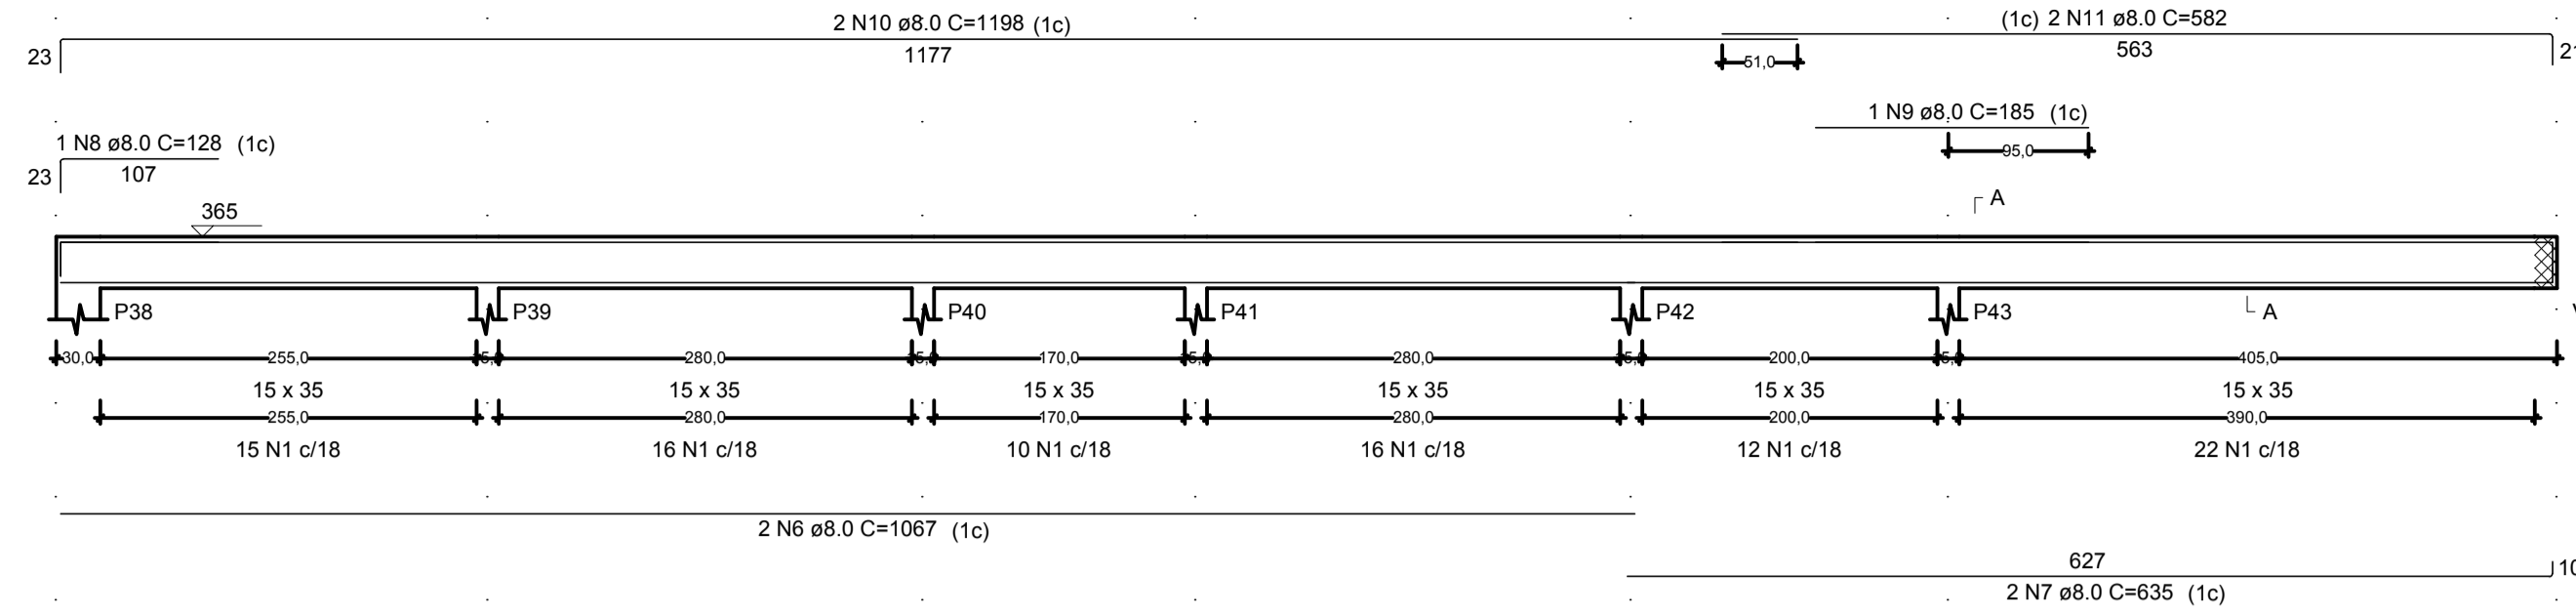 2 N10 ø8.0 C=1198 (1c)
(1c) 2 N11 ø8.0 C=582
23
1177
51,0
563
1 N9 ø8.0 C=185 (1c)
95,0
1 N8 ø8.0 C=128 (1c)
23
107
A
365
P38 P39 P40 P41 P42 P43 A
30,0 255,0 280,0 170,0 280,0 200,0 405,0
15 x 35 15 x 35 15 x 35 15 x 35 15 x 35 15 x 35
255,0 280,0 170,0 280,0 200,0 390,0
15 N1 c/18 16 N1 c/18 10 N1 c/18 16 N1 c/18 12 N1 c/18 22 N1 c/18
2 N6 ø8.0 C=1067 (1c)
627
10
2 N7 ø8.0 C=635 (1c)